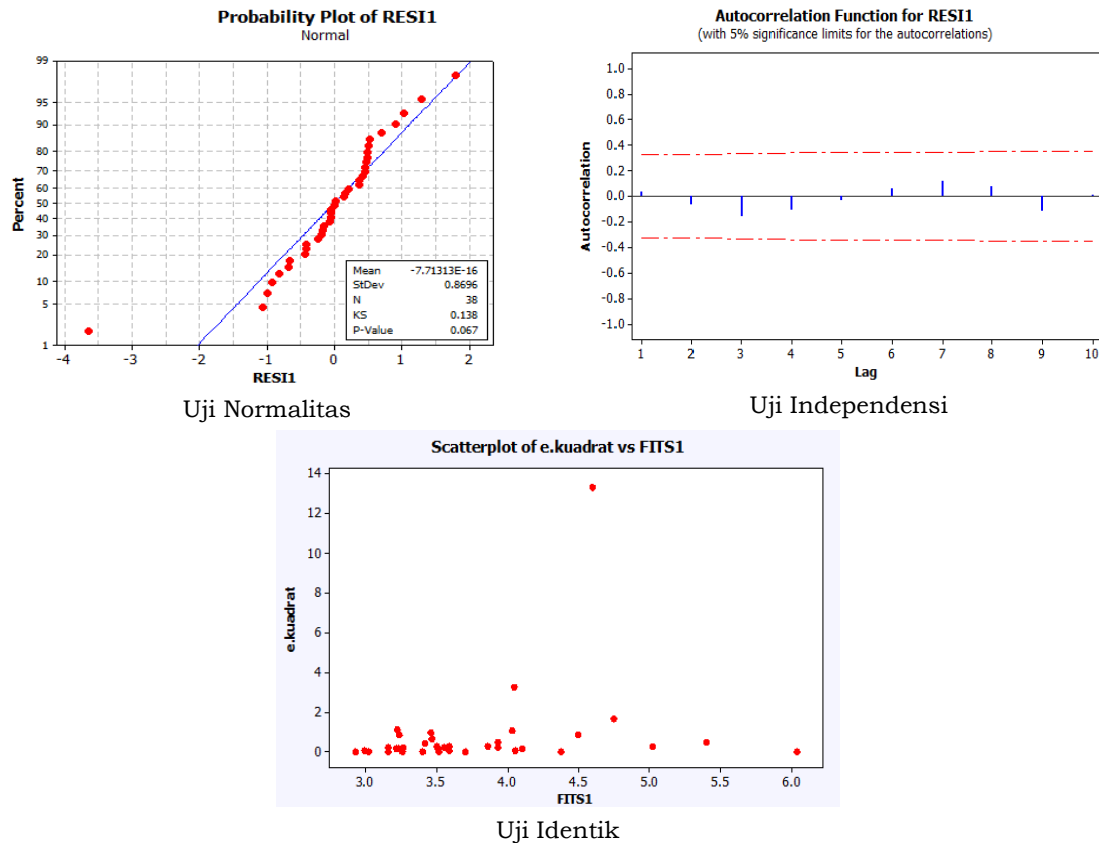 Probability Plot of RESI1
Normal
99
95
90
80
70
60
50
40
30
20
10
5
1
Percent
-4 -3 -2 -1 0 1 2
RESI1
Mean -7.71313E-16
StDev 0.8696
N 38
KS 0.138
P-Value 0.067
Uji Normalitas
Autocorrelation Function for RESI1
(with 5% significance limits for the autocorrelations)
1.0
0.8
0.6
0.4
0.2
0.0
-0.2
-0.4
-0.6
-0.8
-1.0
Autocorrelation
1 2 3 4 5 6 7 8 9 10
Lag
Uji Independensi
Scatterplot of e.kuadrat vs FITS1
14
12
10
8
6
4
2
0
e.kuadrat
3.0 3.5 4.0 4.5 5.0 5.5 6.0
FITS1
Uji Identik